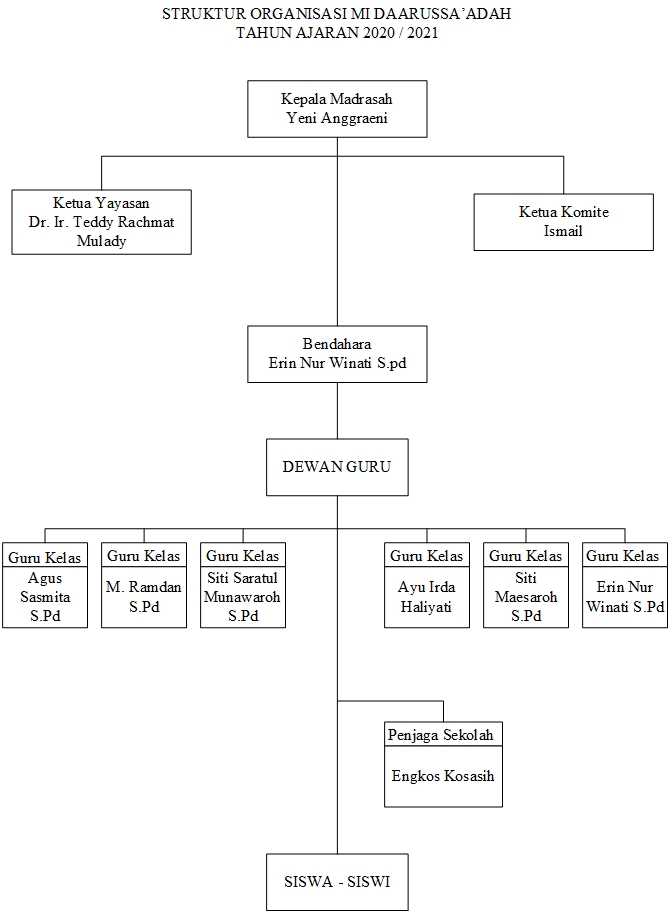 STRUKTUR ORGANISASI MI DAARUSSA’ADAH
TAHUN AJARAN 2020 / 2021
Kepala Madrasah
Yeni Anggraeni
Ketua Yayasan
Dr. Ir. Teddy Rachmat
Mulady
Ketua Komite
Ismail
Bendahara
Erin Nur Winati S.pd
DEWAN GURU
Guru Kelas
Agus
Sasmita
S.Pd
Guru Kelas
M. Ramdan
S.Pd
Guru Kelas
Siti Saratul
Munawaroh
S.Pd
Guru Kelas
Ayu Irda
Haliyati
Guru Kelas
Siti
Maesaroh
S.Pd
Guru Kelas
Erin Nur
Winati S.Pd
Penjaga Sekolah
Engkos Kosasih
SISWA - SISWI